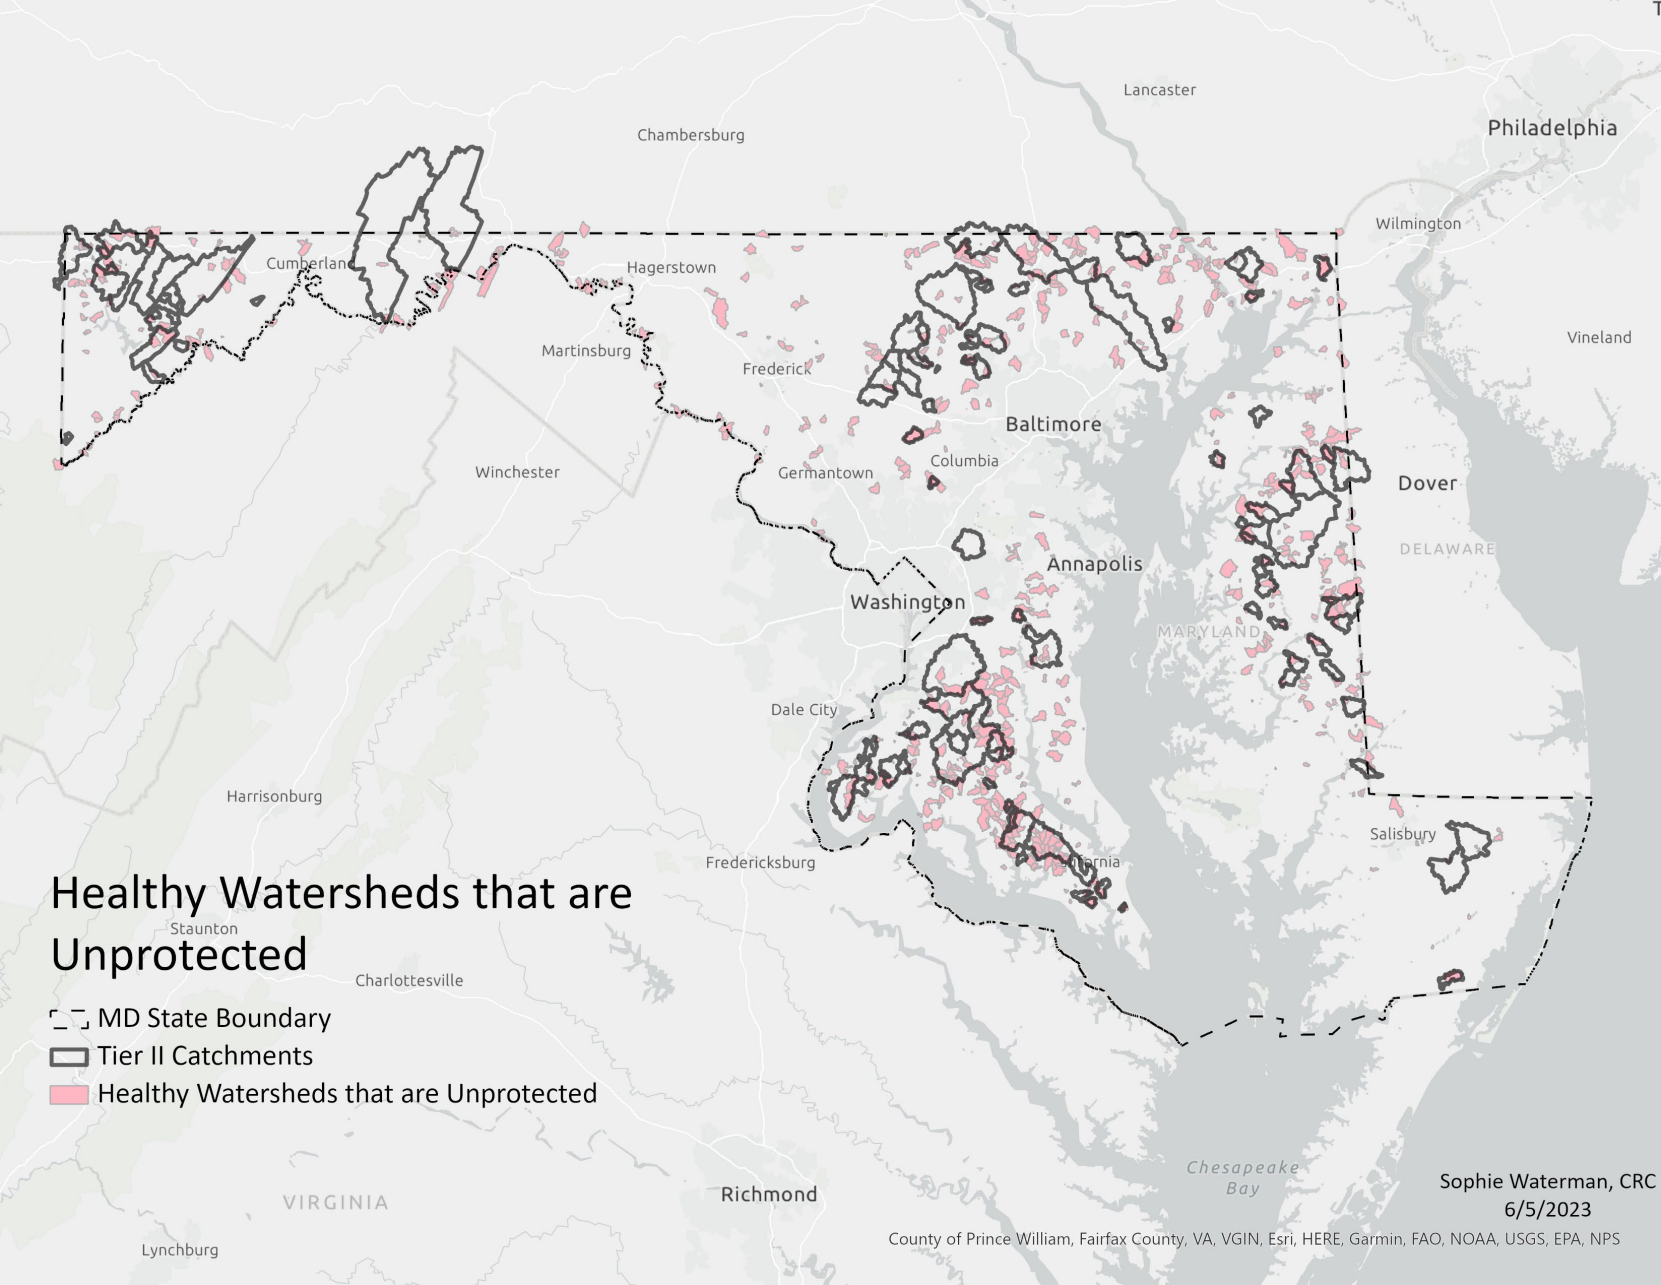 T
Lancaster
Philadelphia
Chambersburg
Wilmington
Cumberland
Hagerstown
Vineland
Martinsburg
Frederick
Baltimore
Columbia
Winchester
Germantown
Dover
DELAWARE
Annapolis
Washington
MARYLAND
Dale City
Harrisonburg
Salisbury
Fredericksburg
Healthy Watersheds that are
Unprotected
Staunton
Charlottesville
MD State Boundary
Tier II Catchments
Healthy Watersheds that are Unprotected
Chesapeake
Bay
VIRGINIA
Richmond
Lynchburg
Sophie Waterman, CRC
6/5/2023
County of Prince William, Fairfax County, VA, VGIN, Esri, HERE, Garmin, FAO, NOAA, USGS, EPA, NPS